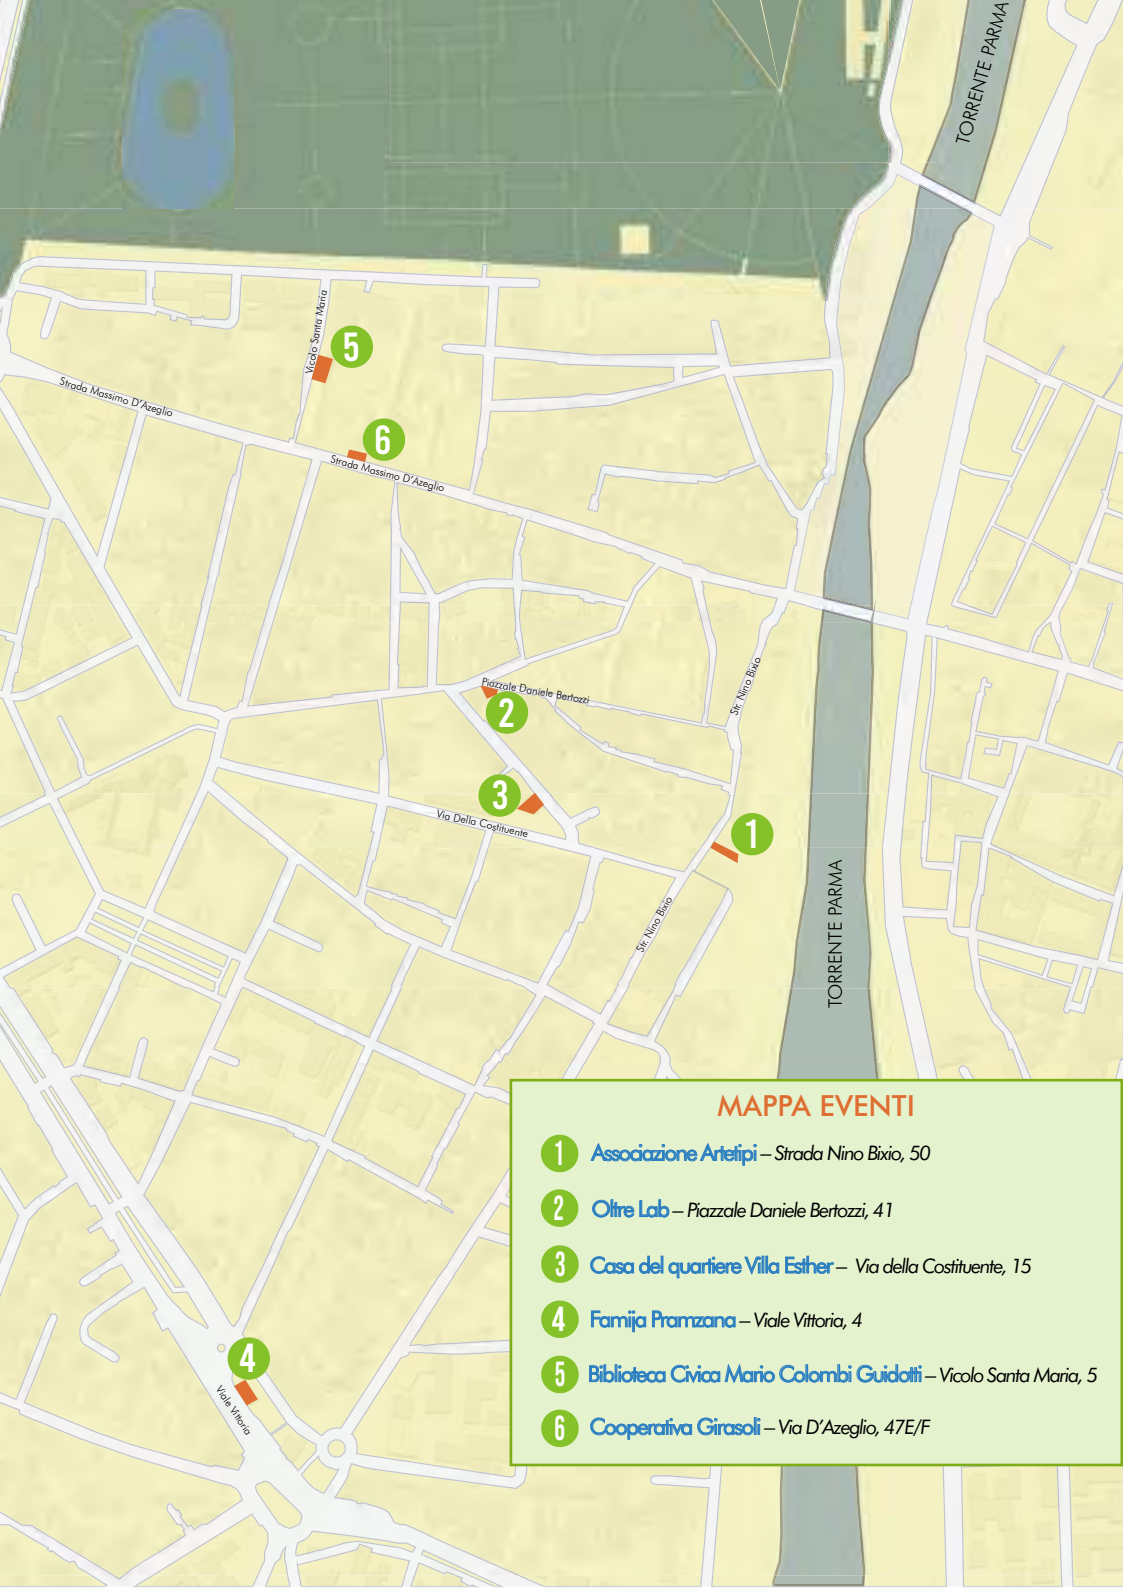 TORRENTE PARMA
Vicolo Santa Maria
5
Strada Massimo D'Azeglio
6
Strada Massimo D'Azeglio
Str. Nino Bixio
Piazzale Daniele Bertozzi
2
3
Via Della Costituente
1
TORRENTE PARMA
Str. Nino Bixio
4
Viale Vittoria
MAPPA EVENTI
1 Associazione Artetipi – Strada Nino Bixio, 50
2 Oltre Lab – Piazzale Daniele Bertozzi, 41
3 Casa del quartiere Villa Esther – Via della Costituente, 15
4 Famija Pramzana – Viale Vittoria, 4
5 Biblioteca Civica Mario Colombi Guidotti – Vicolo Santa Maria, 5
6 Cooperativa Girasoli – Via D'Azeglio, 47E/F